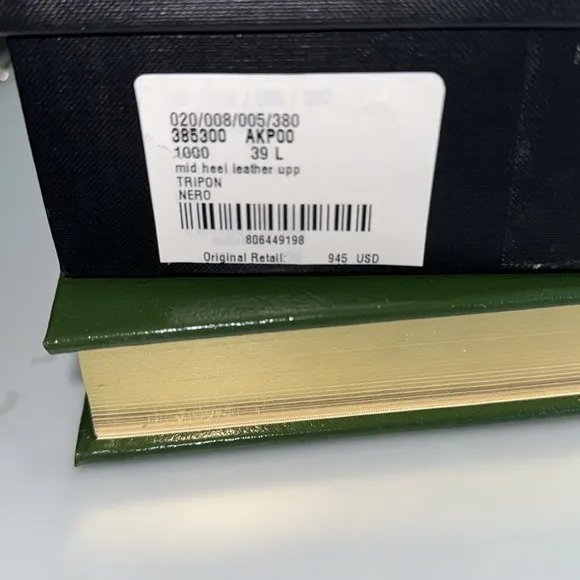 020/008/005/380
385300 AKP00
1000 39 L
mid heel leather upp
TRIPON
NERO
806449198
Original Retail: 945 USD